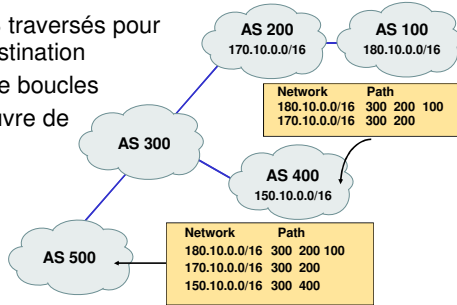 traversés pour
stination
e boucles
uvre de
AS 200
170.10.0.0/16
AS 100
180.10.0.0/16
Network Path
180.10.0.0/16 300 200 100
170.10.0.0/16 300 200
AS 300
AS 400
150.10.0.0/16
AS 500
Network Path
180.10.0.0/16 300 200 100
170.10.0.0/16 300 200
150.10.0.0/16 300 400